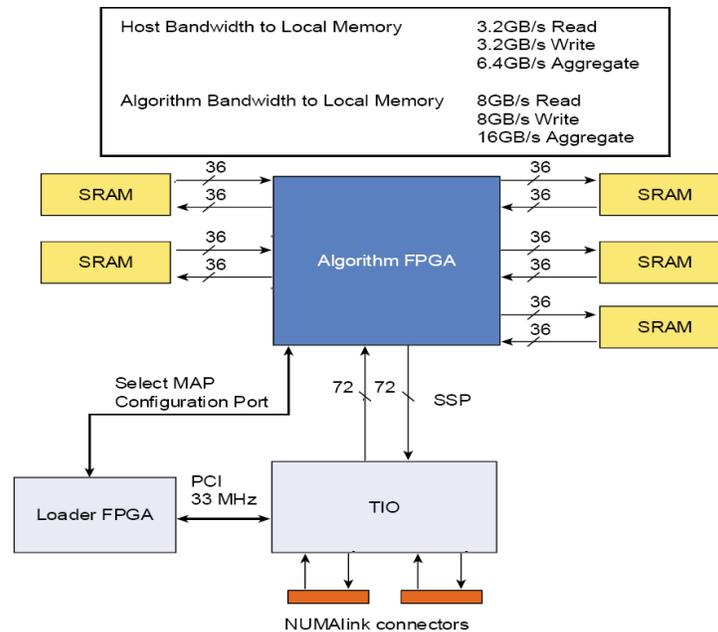 Host Bandwidth to Local Memory 3.2GB/s Read
3.2GB/s Write
6.4GB/s Aggregate
Algorithm Bandwidth to Local Memory 8GB/s Read
8GB/s Write
16GB/s Aggregate
36 36
SRAM SRAM
36 36
36 36
SRAM Algorithm FPGA SRAM
36 36
36
SRAM
36
Select MAP
Configuration Port
72 72 SSP
PCI
33 MHz
Loader FPGA TIO
NUMAlink connectors